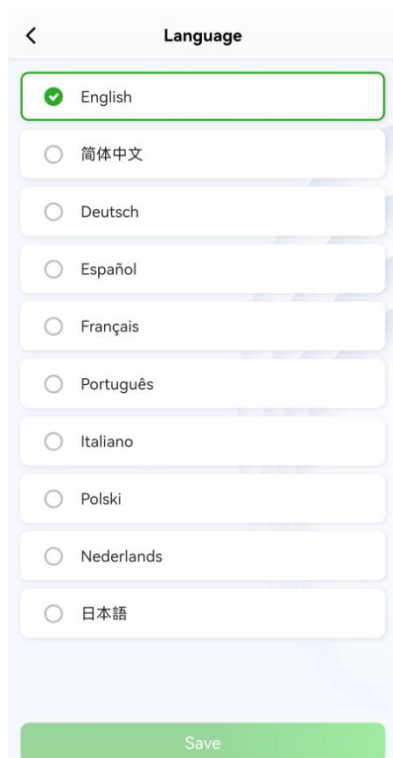 Language
English
简体中文
Deutsch
Español
Français
Português
Italiano
Polski
Nederlands
日本語
Save